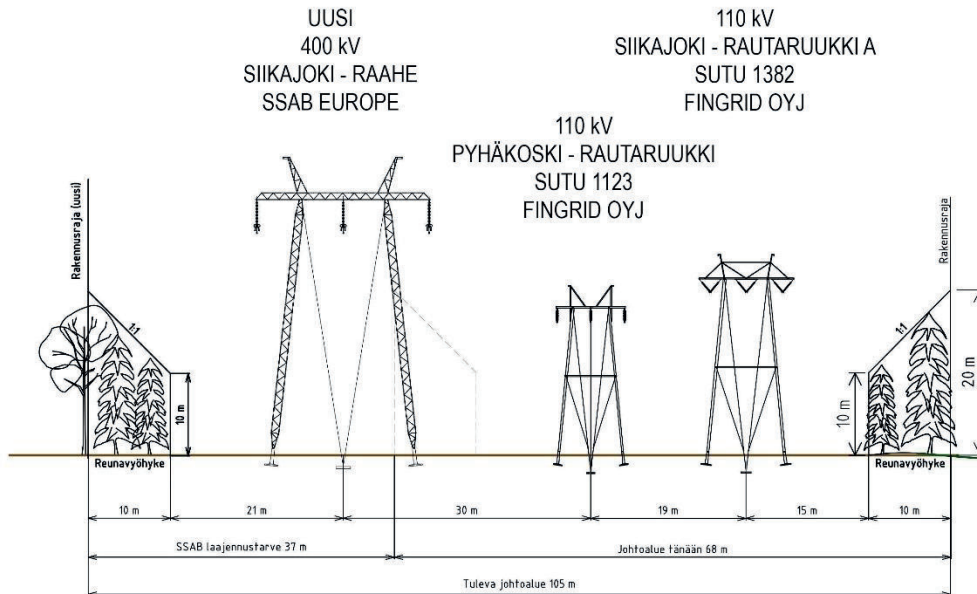 UUSI
400 kV
SIIKAJOKI - RAAHE
SSAB EUROPE
110 kV
SIIKAJOKI - RAUTARUUKKI A
SUTU 1382
FINGRID OYJ
110 kV
PYHÄKOSKI - RAUTARUUKKI
SUTU 1123
FINGRID OYJ
Rakennusraja (uusi)
Rakennusraja
1:1
1:1
10 m
10 m
20 m
Reunavyöhyke
Reunavyöhyke
10 m
21 m
30 m
19 m
15 m
10 m
SSAB laajennustarve 37 m
Johtoalue tänään 68 m
Tuleva johtoalue 105 m